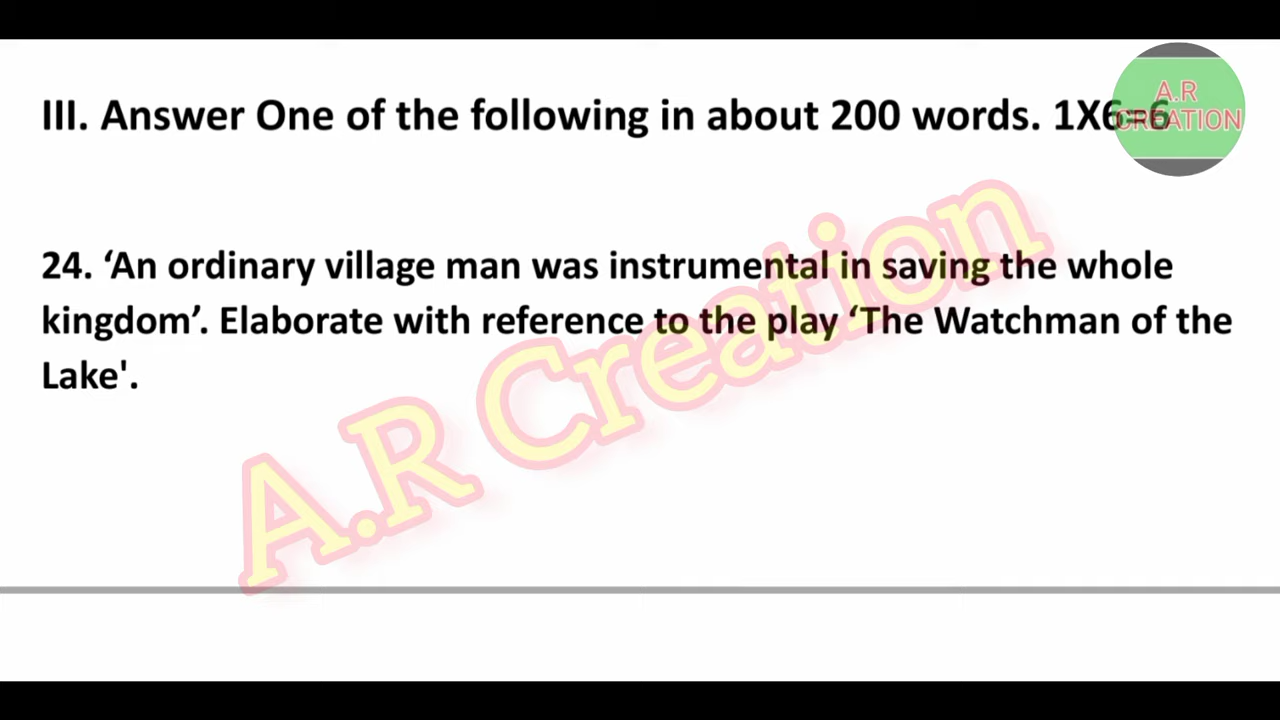 A.R
CREATION
III. Answer One of the following in about 200 words. 1X6=6
24. ‘An ordinary village man was instrumental in saving the whole
kingdom’. Elaborate with reference to the play ‘The Watchman of the
Lake'.
A.R Creation